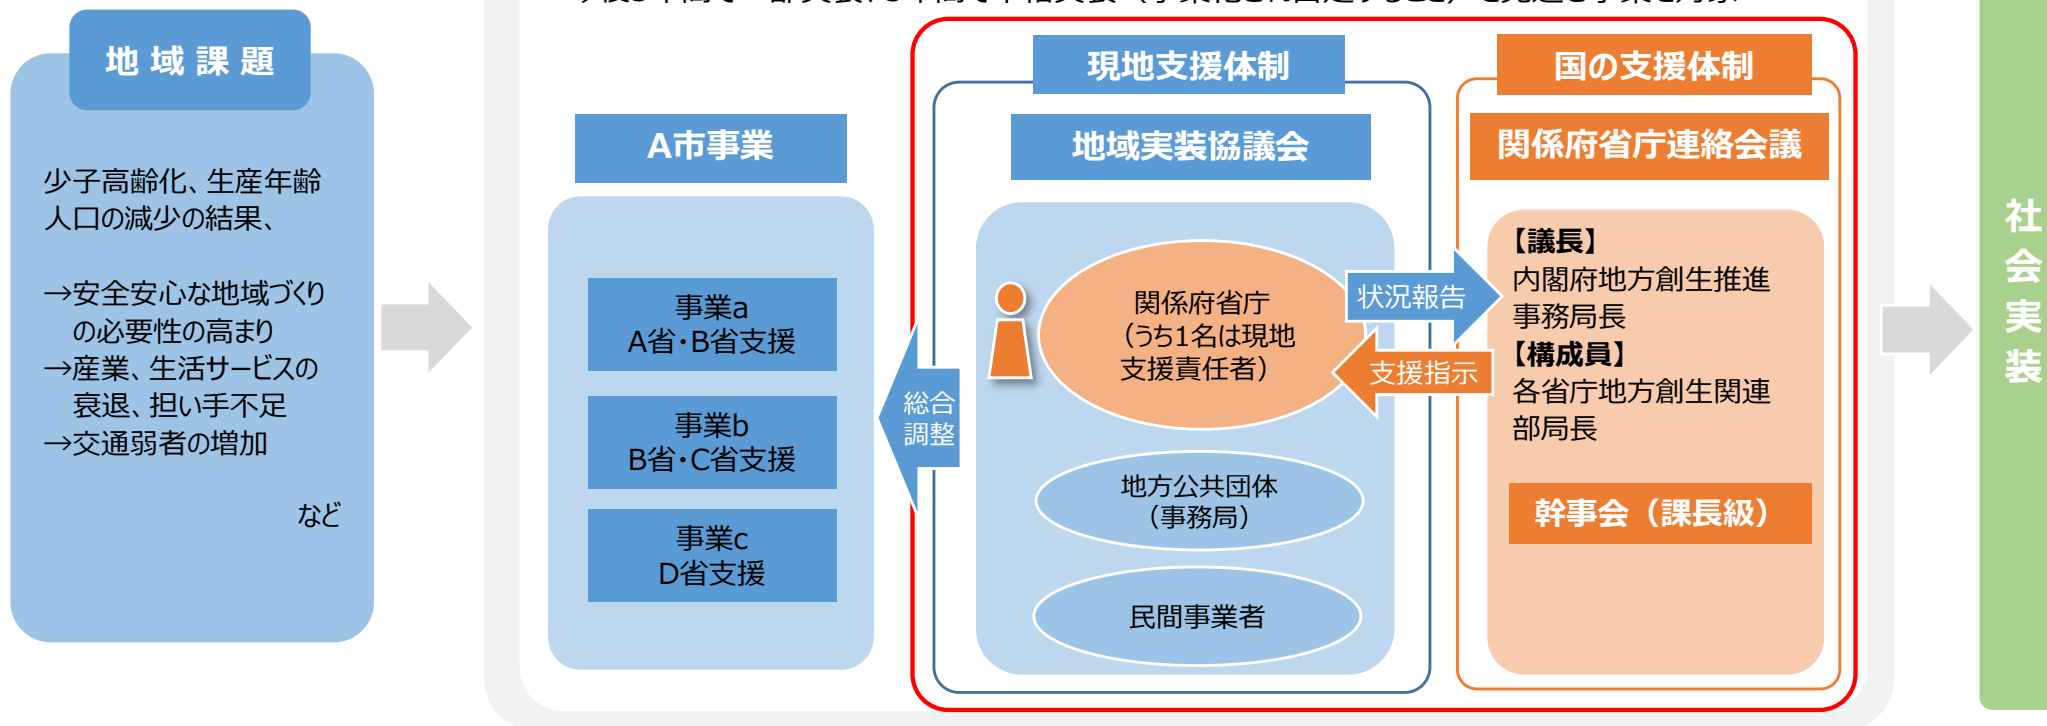 地域課題
少子高齢化、生産年齢
人口の減少の結果、
→安全安心な地域づくり
の必要性の高まり
→産業、生活サービスの
衰退、担い手不足
→交通弱者の増加
など
A市事業
事業a
A省・B省支援
事業b
B省・C省支援
事業c
D省支援
総合
調整
現地支援体制
地域実装協議会
関係府省庁
（うち1名は現地
支援責任者）
地方公共団体
（事務局）
民間事業者
状況報告
支援指示
国の支援体制
関係府省庁連絡会議
【議長】
内閣府地方創生推進
事務局長
【構成員】
各省庁地方創生関連
部局長
幹事会（課長級）
社会実装